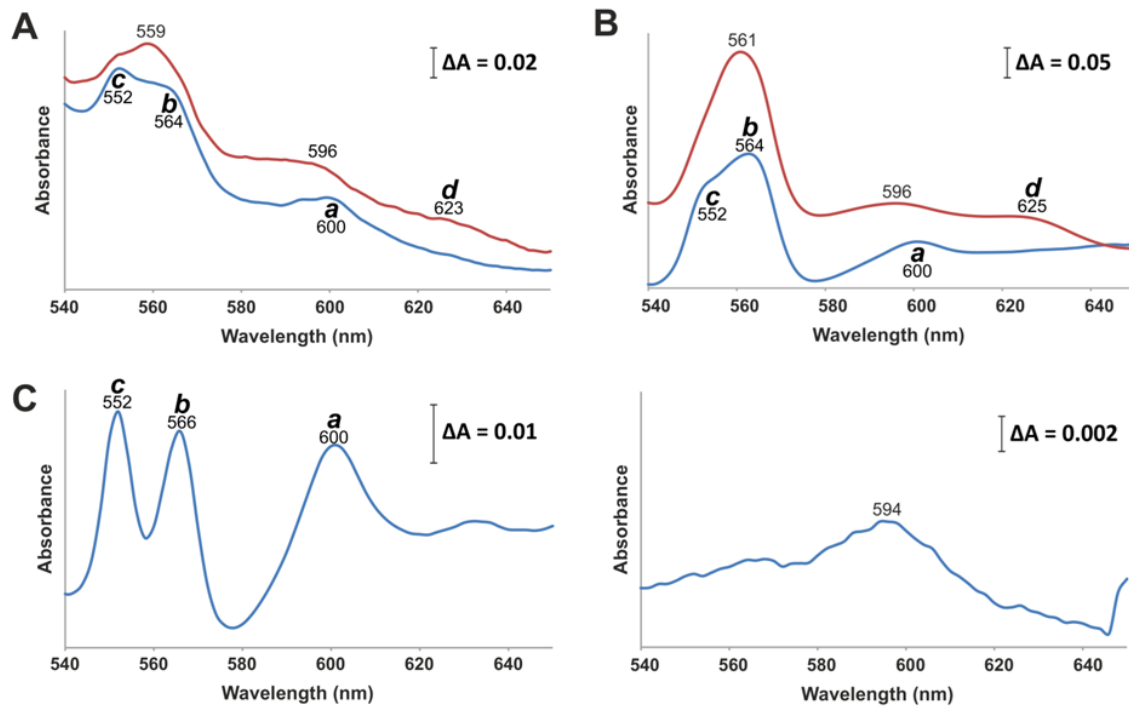 A
559
ΔA = 0.02
c
552
b
564
596
a
600
d
623
Absorbance
540 560 580 600 620 640
Wavelength (nm)
B
561
ΔA = 0.05
b
564
c
552
596
d
625
a
600
Absorbance
540 560 580 600 620 640
Wavelength (nm)
C
c
552
b
566
a
600
ΔA = 0.01
Absorbance
540 560 580 600 620 640
Wavelength (nm)
ΔA = 0.002
594
Absorbance
540 560 580 600 620 640
Wavelength (nm)